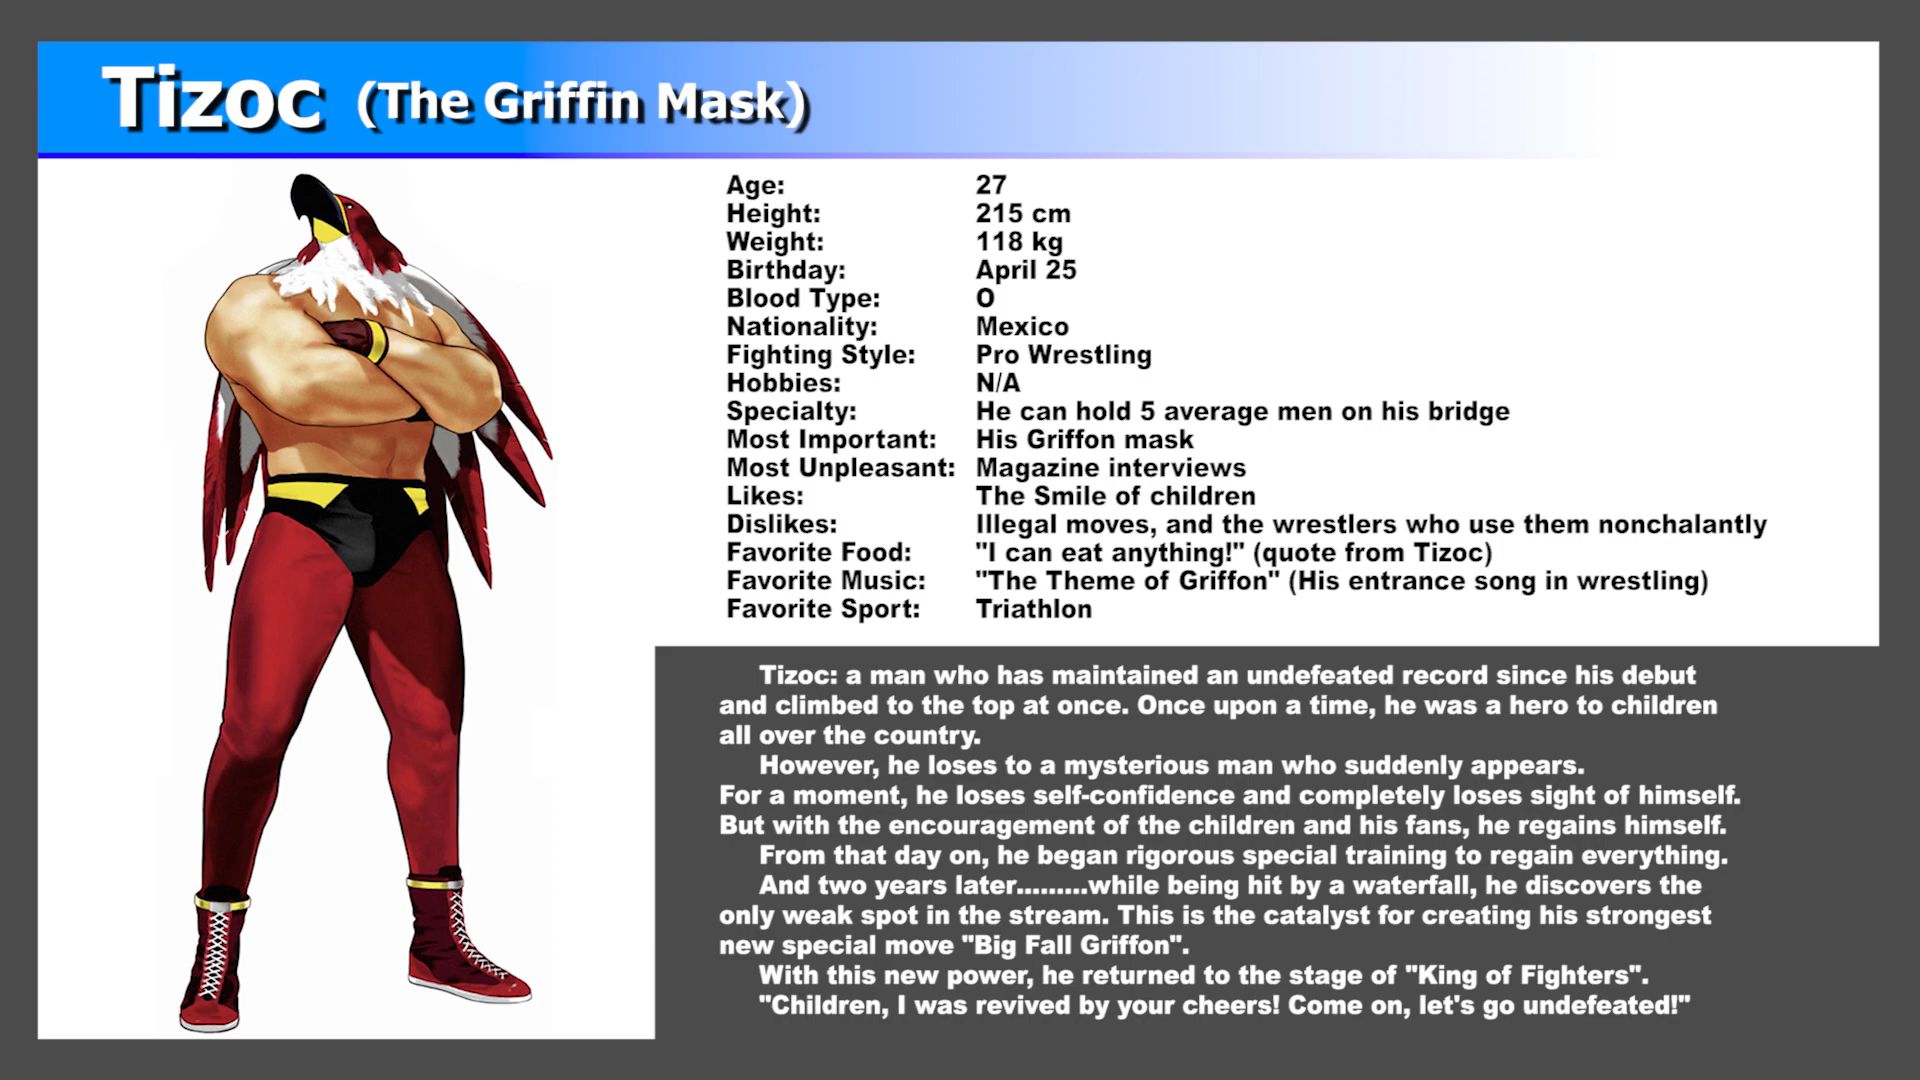 Tizoc (The Griffin Mask)
Age: 27
Height: 215 cm
Weight: 118 kg
Birthday: April 25
Blood Type: O
Nationality: Mexico
Fighting Style: Pro Wrestling
Hobbies: N/A
Specialty: He can hold 5 average men on his bridge
Most Important: His Griffon mask
Most Unpleasant: Magazine interviews
Likes: The Smile of children
Dislikes: Illegal moves, and the wrestlers who use them nonchalantly
Favorite Food: "I can eat anything!" (quote from Tizoc)
Favorite Music: "The Theme of Griffon" (His entrance song in wrestling)
Favorite Sport: Triathlon
Tizoc: a man who has maintained an undefeated record since his debut
and climbed to the top at once. Once upon a time, he was a hero to children
all over the country.
However, he loses to a mysterious man who suddenly appears.
For a moment, he loses self-confidence and completely loses sight of himself.
But with the encouragement of the children and his fans, he regains himself.
From that day on, he began rigorous special training to regain everything.
And two years later.........while being hit by a waterfall, he discovers the
only weak spot in the stream. This is the catalyst for creating his strongest
new special move "Big Fall Griffon".
With this new power, he returned to the stage of "King of Fighters".
"Children, I was revived by your cheers! Come on, let's go undefeated!"